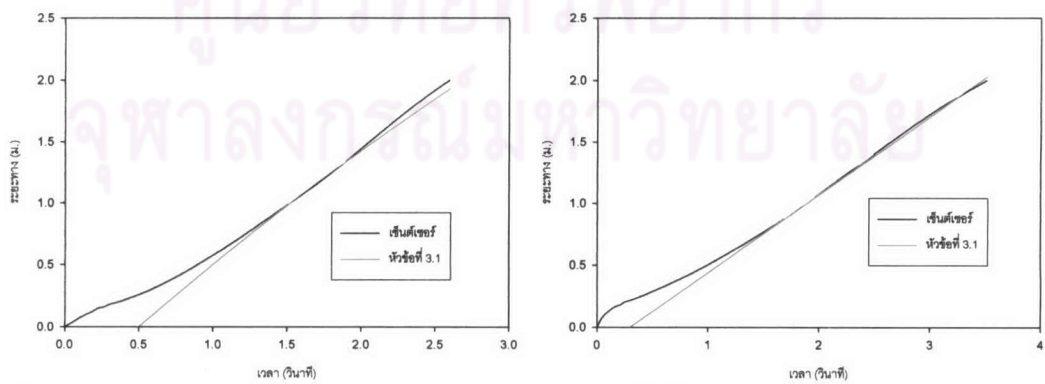 ศูนย์วิทยทรัพยากร
จุฬาลงกรณ์มหาวิทยาลัย
2.5
2.0
1.5
1.0
0.5
0.0
ระยะทาง (ม.)
เซ็นต์เซอร์
หัวข้อที่ 3.1
0.0 0.5 1.0 1.5 2.0 2.5 3.0
เวลา (วินาที)
2.5
2.0
1.5
1.0
0.5
0.0
ระยะทาง (ม.)
เซ็นต์เซอร์
หัวข้อที่ 3.1
0 1 2 3 4
เวลา (วินาที)